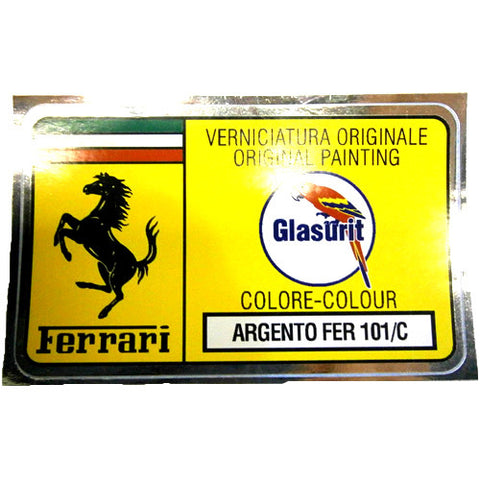 VERNICIATURA ORIGINALE
ORIGINAL PAINTING
Glasurit
COLORE-COLOUR
ARGENTO FER 101/C
Ferrari